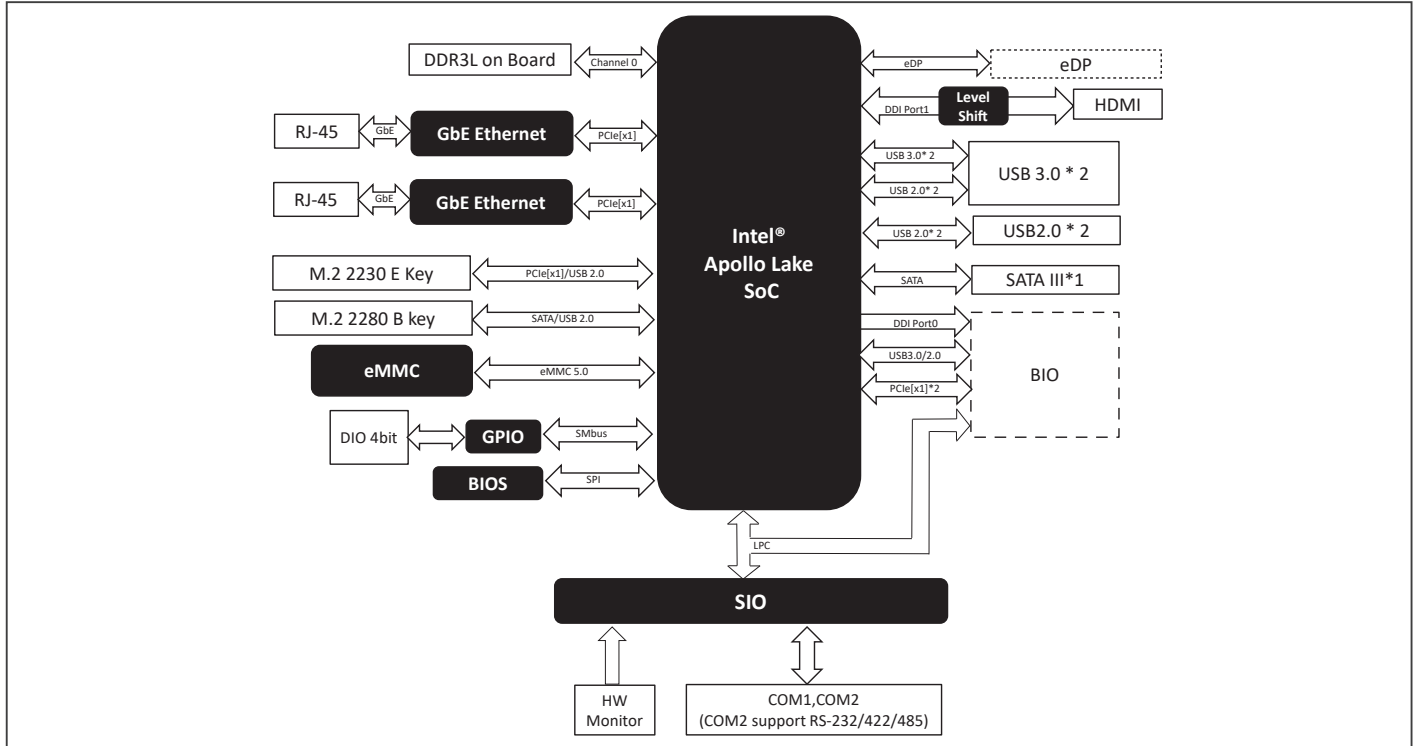 DDR3L on Board
Channel 0
RJ-45
GbE
GbE Ethernet
PCIe[x1]
RJ-45
GbE
GbE Ethernet
PCIe[x1]
M.2 2230 E Key
PCIe[x1]/USB 2.0
M.2 2280 B key
SATA/USB 2.0
eMMC
eMMC 5.0
DIO 4bit
GPIO
SMbus
BIOS
SPI
Intel®
Apollo Lake
SoC
eDP
eDP
DDI Port1
Level
Shift
HDMI
USB 3.0* 2
USB 2.0* 2
USB 3.0 * 2
USB 2.0* 2
USB2.0 * 2
SATA
SATA III*1
DDI Port0
USB3.0/2.0
PCIe[x1]*2
BIO
LPC
SIO
HW
Monitor
COM1,COM2
(COM2 support RS-232/422/485)